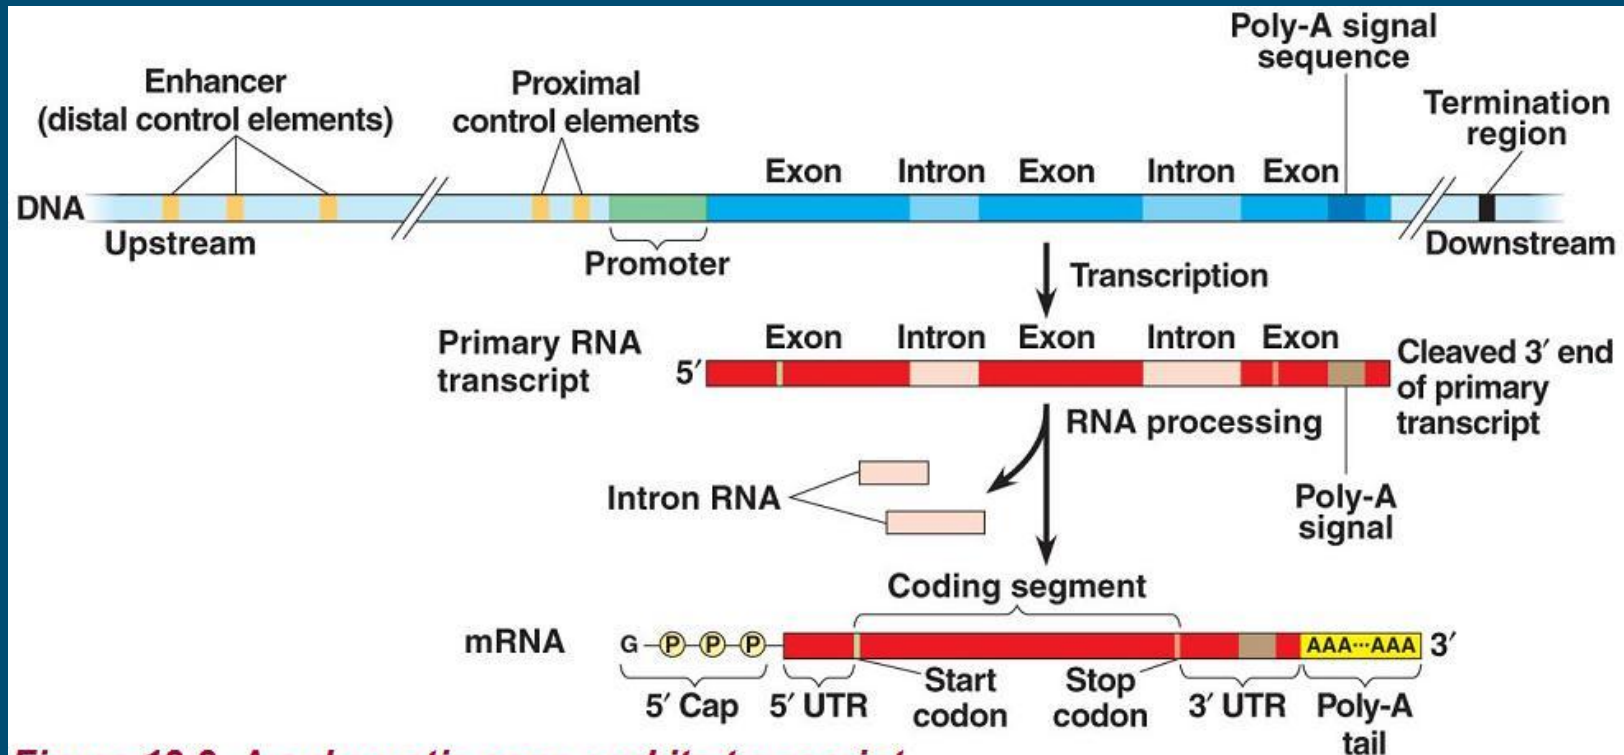 Poly-A signal
sequence
Enhancer
(distal control elements)
Proximal
control elements
Termination
region
Exon Intron Exon Intron Exon
DNA
Upstream
Downstream
Promoter
Transcription
Primary RNA
transcript
Exon Intron Exon Intron Exon
5′
Cleaved 3′ end
of primary
transcript
RNA processing
Intron RNA
Poly-A
signal
Coding segment
mRNA
G P P P
AAA···AAA 3′
5′ Cap
5′ UTR
Start
codon
Stop
codon
3′ UTR
Poly-A
tail